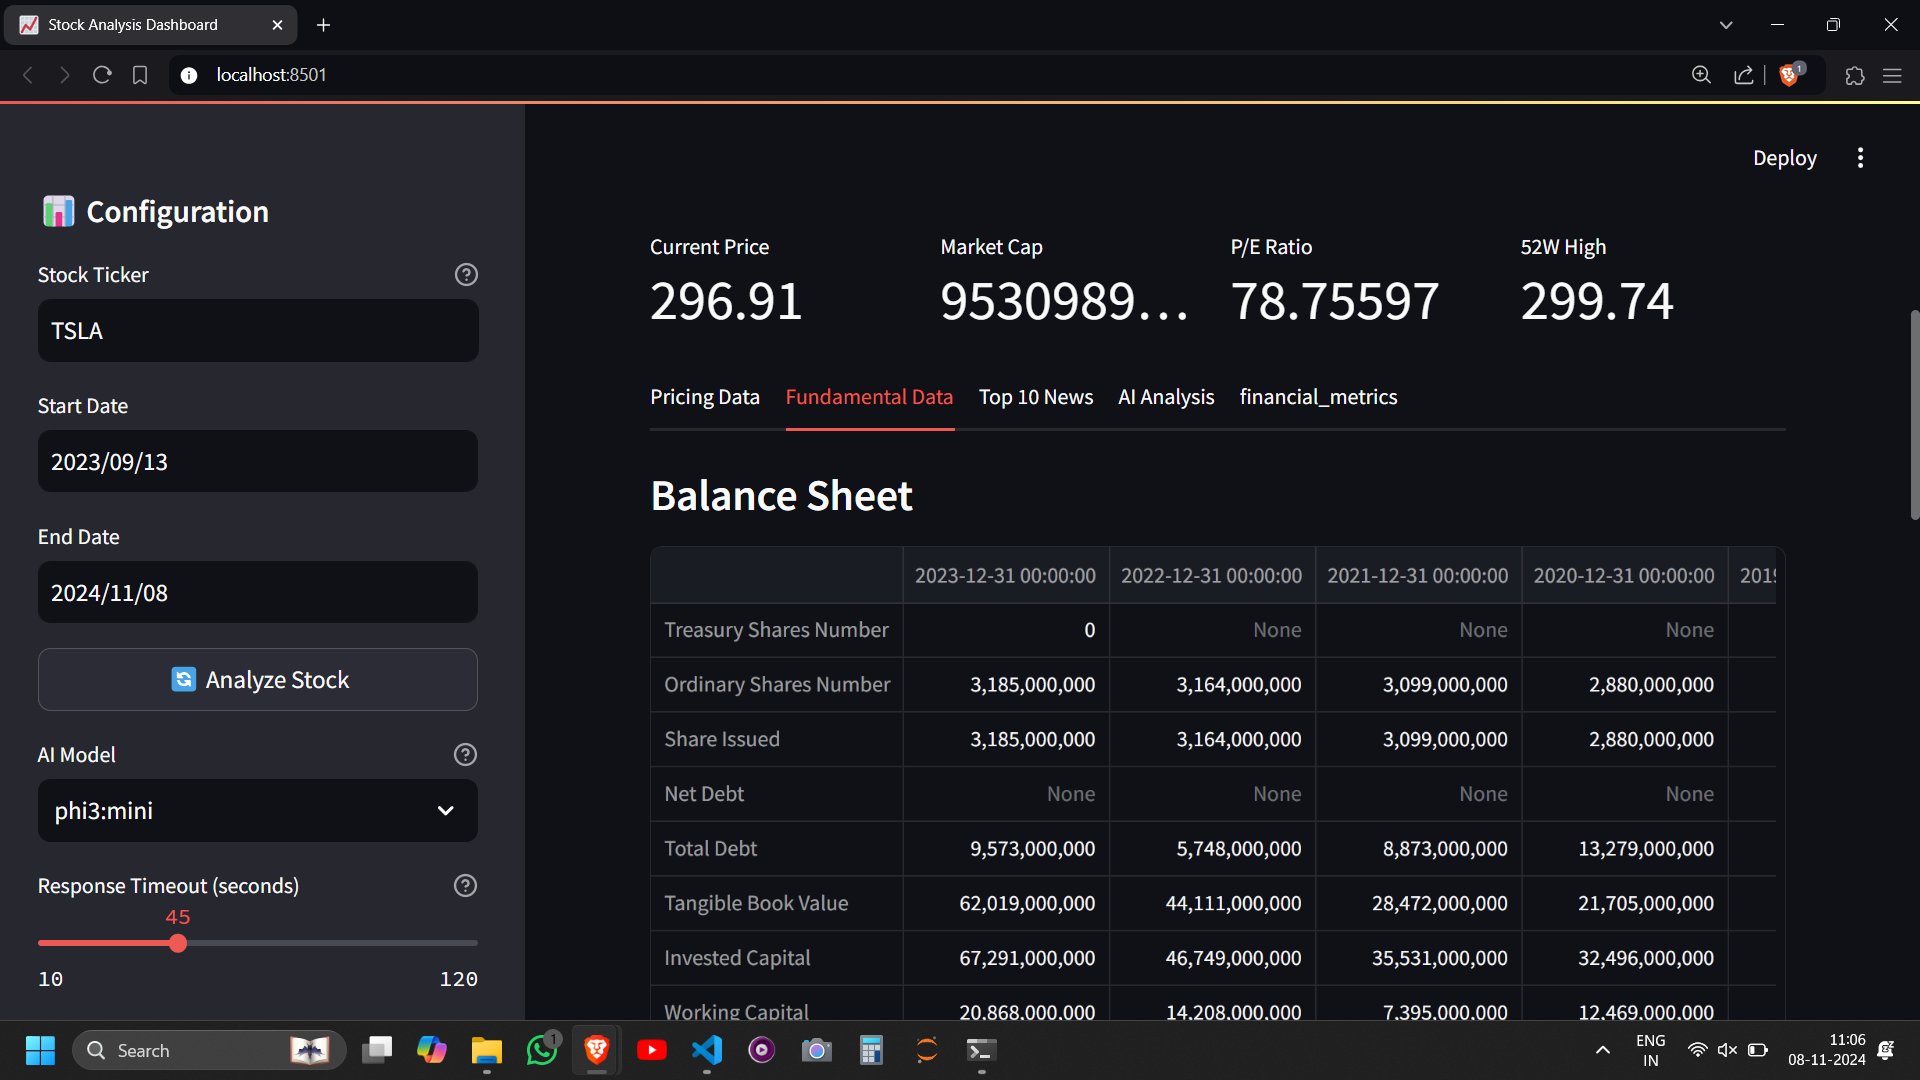 Stock Analysis Dashboard
localhost:8501
1
Deploy
Configuration
Stock Ticker
TSLA
Start Date
2023/09/13
End Date
2024/11/08
Analyze Stock
AI Model
phi3:mini
Response Timeout (seconds)
45
10 120
Current Price Market Cap P/E Ratio 52W High
296.91 9530989... 78.75597 299.74
Pricing Data Fundamental Data Top 10 News AI Analysis financial_metrics
Balance Sheet
2023-12-31 00:00:00 2022-12-31 00:00:00 2021-12-31 00:00:00 2020-12-31 00:00:00 2019
Treasury Shares Number 0 None None None
Ordinary Shares Number 3,185,000,000 3,164,000,000 3,099,000,000 2,880,000,000
Share Issued 3,185,000,000 3,164,000,000 3,099,000,000 2,880,000,000
Net Debt None None None None
Total Debt 9,573,000,000 5,748,000,000 8,873,000,000 13,279,000,000
Tangible Book Value 62,019,000,000 44,111,000,000 28,472,000,000 21,705,000,000
Invested Capital 67,291,000,000 46,749,000,000 35,531,000,000 32,496,000,000
Working Capital 20,868,000,000 14,208,000,000 7,395,000,000 12,469,000,000
Search
1
ENG
IN
11:06
08-11-2024